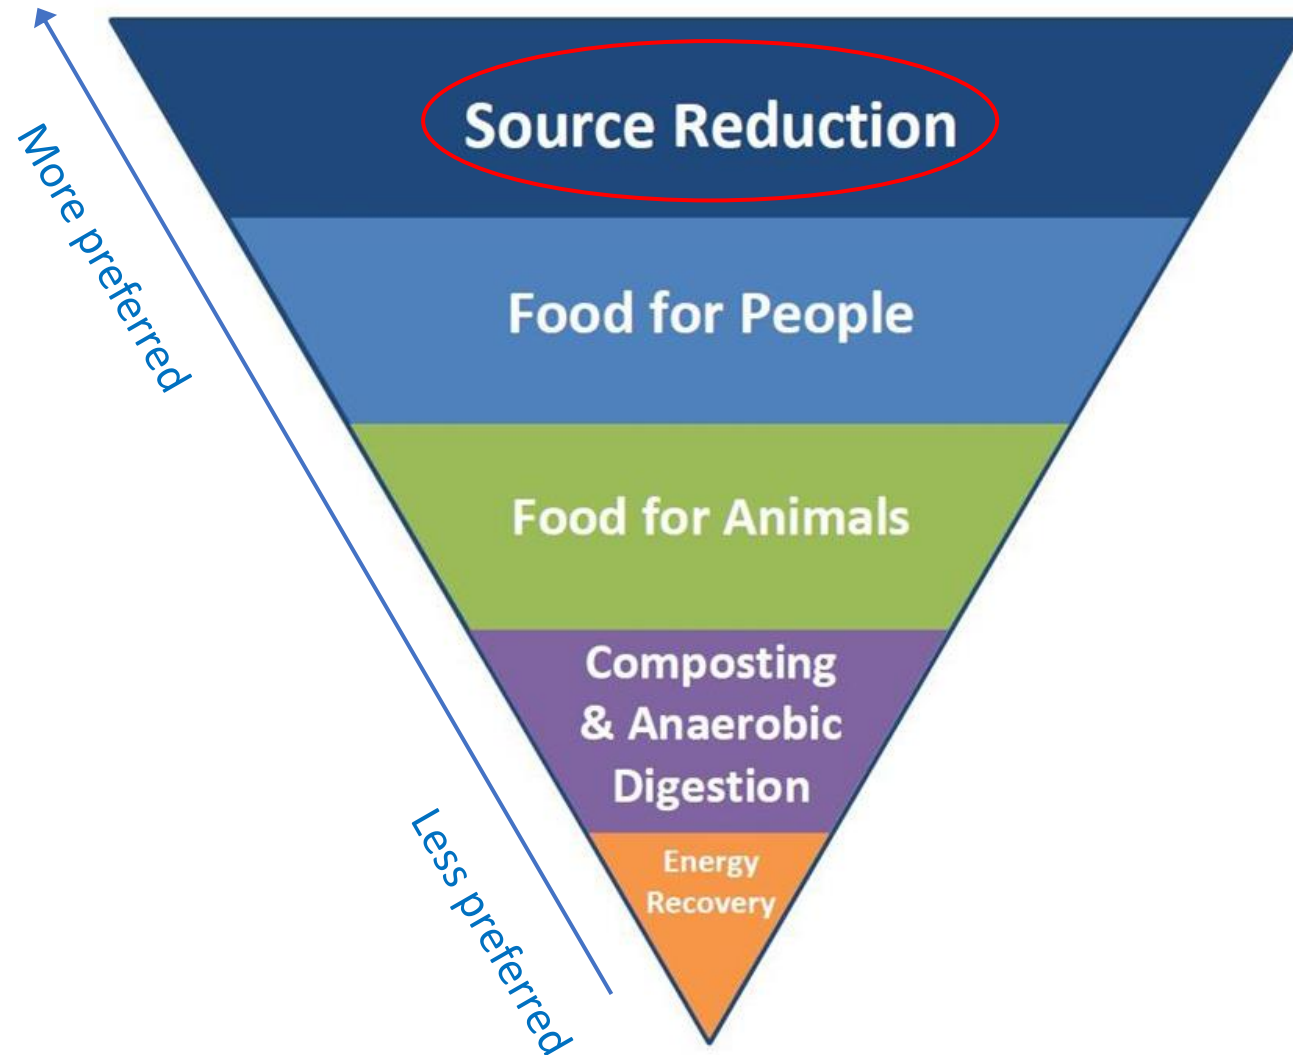 Source Reduction
More preferred
Food for People
Food for Animals
Composting
& Anaerobic
Digestion
Less preferred
Energy
Recovery